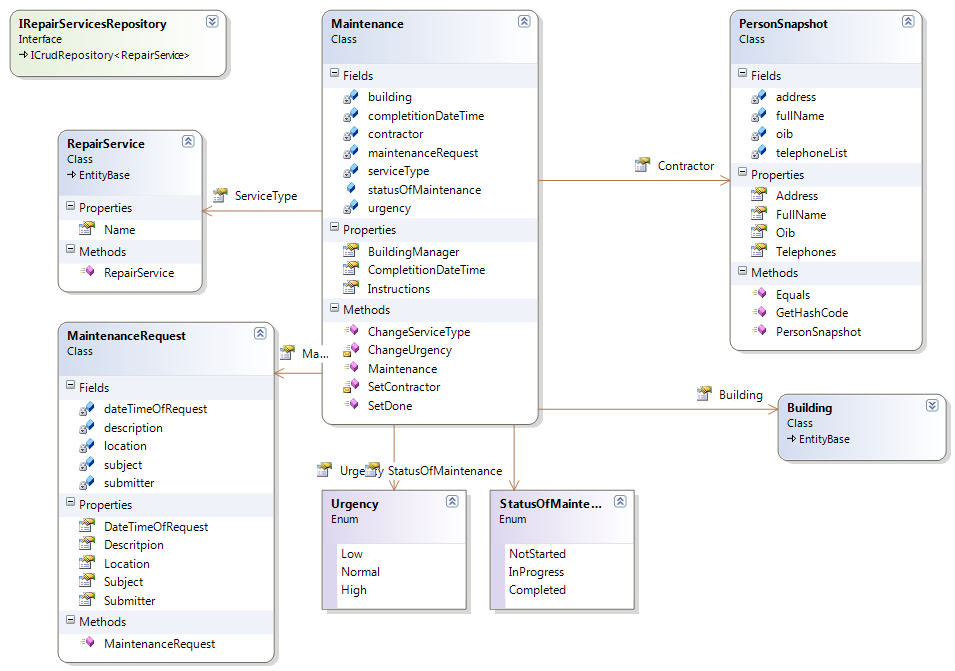 IRepairServicesRepository
Interface
ICrudRepository<RepairService>
Maintenance
Class
Fields
building
completitionDateTime
contractor
maintenanceRequest
serviceType
statusOfMaintenance
urgency
Properties
BuildingManager
CompletitionDateTime
Instructions
Methods
ChangeServiceType
ChangeUrgency
Maintenance
SetContractor
SetDone
PersonSnapshot
Class
Fields
address
fullName
oib
telephoneList
Properties
Address
FullName
Oib
Telephones
Methods
Equals
GetHashCode
PersonSnapshot
Contractor
RepairService
Class
EntityBase
Properties
Name
Methods
RepairService
ServiceType
MaintenanceRequest
Class
Fields
dateTimeOfRequest
description
location
subject
submitter
Properties
DateTimeOfRequest
Descritpion
Location
Subject
Submitter
Methods
MaintenanceRequest
Ma...
Building
Building
Class
EntityBase
Urgency
StatusOfMaintenance
Urgency
Enum
Low
Normal
High
StatusOfMainte...
Enum
NotStarted
InProgress
Completed